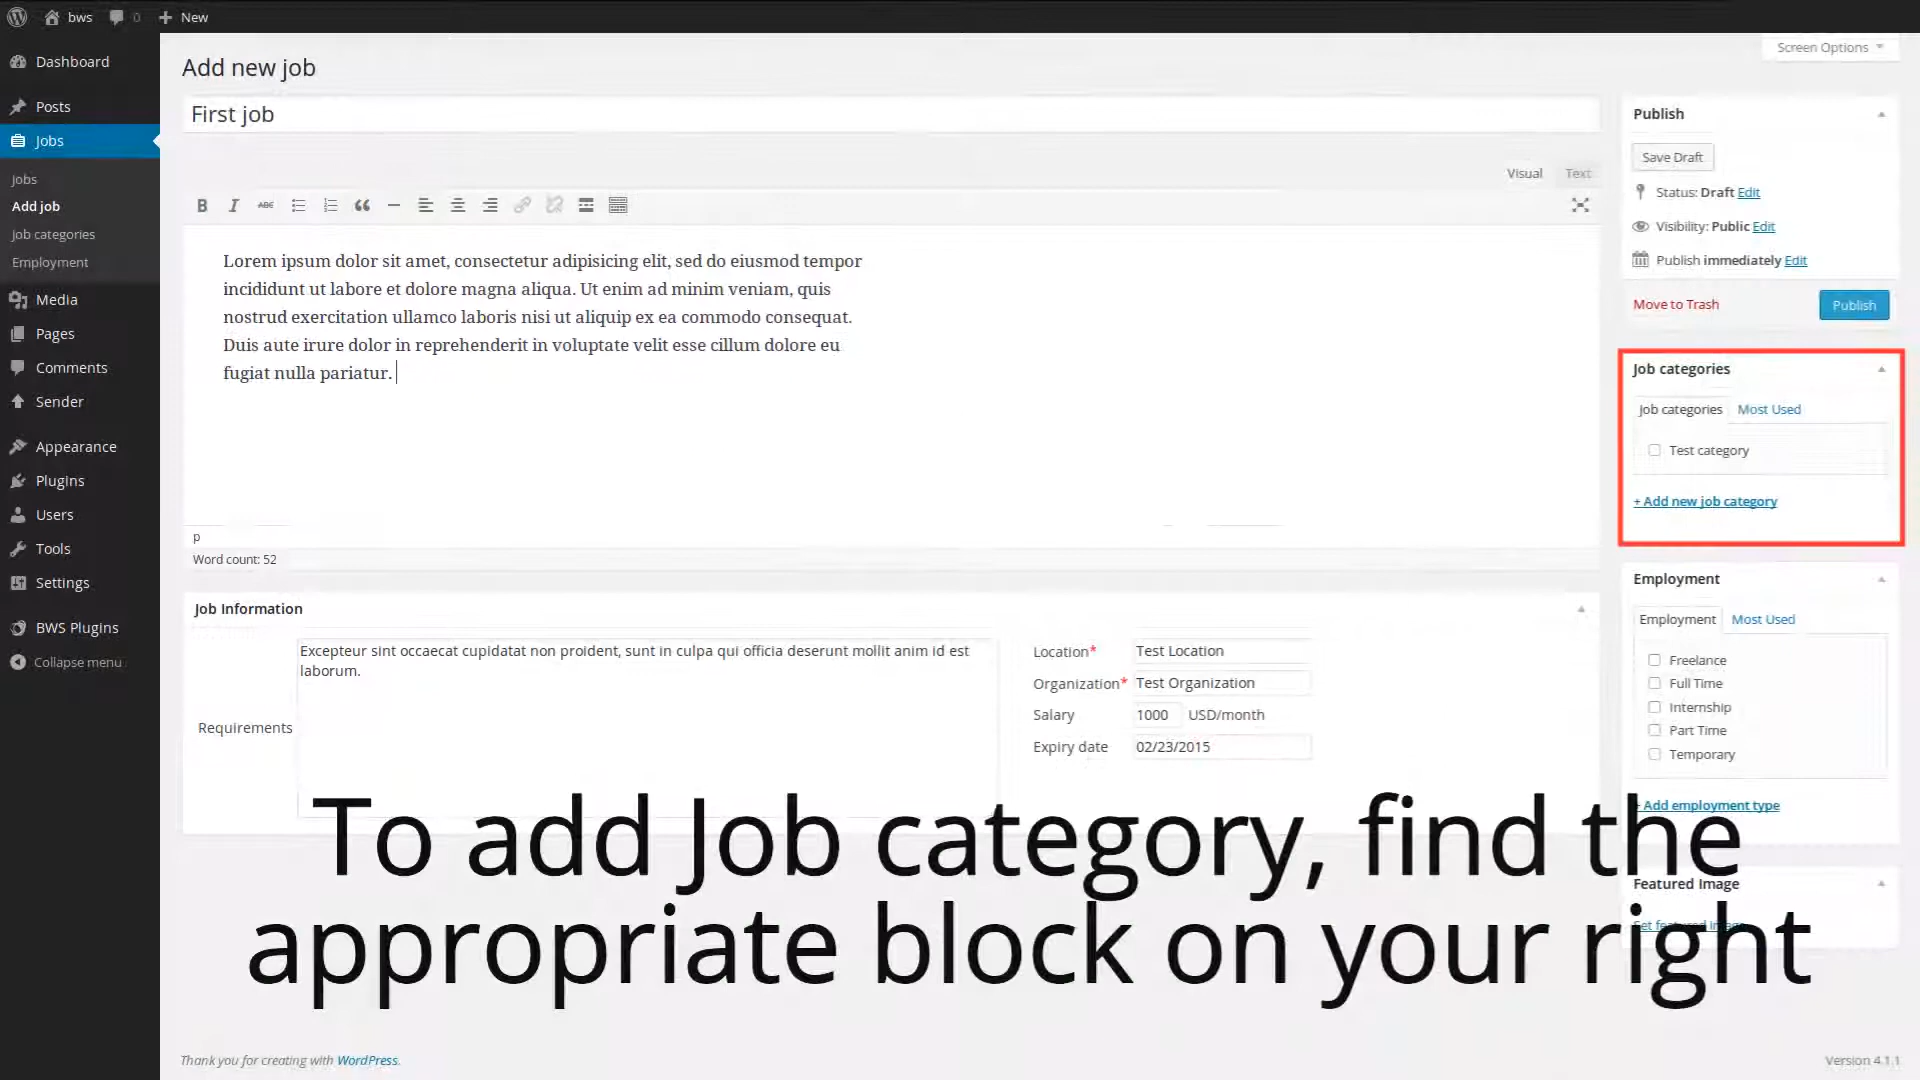 bws 0 New
Dashboard
Posts
Jobs
Jobs
Add job
Job categories
Employment
Media
Pages
Comments
Sender
Appearance
Plugins
Users
Tools
Settings
BWS Plugins
Collapse menu
Screen Options
Add new job
First job
Visual Text
B I ABC
Lorem ipsum dolor sit amet, consectetur adipisicing elit, sed do eiusmod tempor
incididunt ut labore et dolore magna aliqua. Ut enim ad minim veniam, quis
nostrud exercitation ullamco laboris nisi ut aliquip ex ea commodo consequat.
Duis aute irure dolor in reprehenderit in voluptate velit esse cillum dolore eu
fugiat nulla pariatur.
p
Word count: 52
Job Information
Requirements
Excepteur sint occaecat cupidatat non proident, sunt in culpa qui officia deserunt mollit anim id est
laborum.
Location* Test Location
Organization* Test Organization
Salary 1000 USD/month
Expiry date 02/23/2015
Publish
Save Draft
Status: Draft Edit
Visibility: Public Edit
Publish immediately Edit
Move to Trash Publish
Job categories
Job categories Most Used
Test category
+ Add new job category
Employment
Employment Most Used
Freelance
Full Time
Internship
Part Time
Temporary
+ Add employment type
Featured Image
Set featured image
To add Job category, find the
appropriate block on your right
Thank you for creating with WordPress.
Version 4.1.1